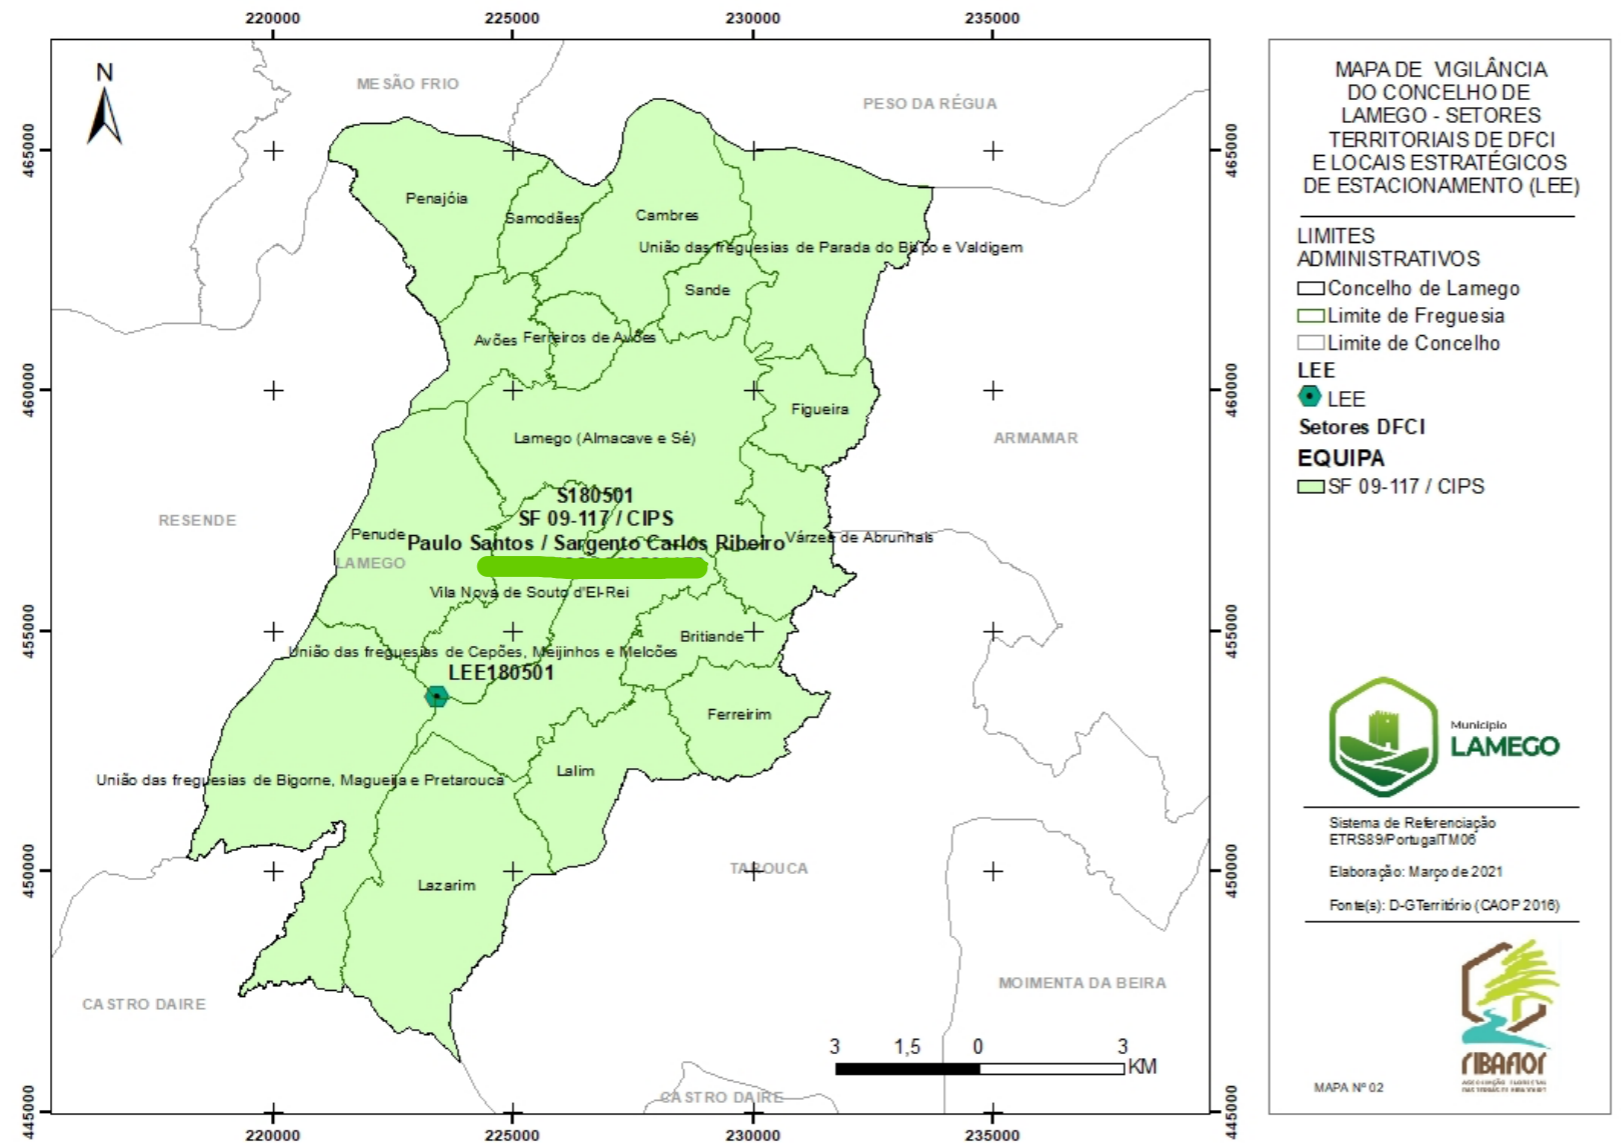 220000
225000
230000
235000
465000
460000
455000
450000
445000
N
MESÃO FRIO
PESO DA RÉGUA
Penajóia
Samodães
Cambres
União das freguesias de Parada do Bispo e Valdigem
Sande
Avões
Ferreiros de Avões
Figueira
Lamego (Almacave e Sé)
ARMAMAR
RESENDE
S180501
SF 09-117 / CIPS
Paulo Santos / Sargento Carlos Ribeiro
Penude
Várzea de Abrunhais
LAMEGO
Vila Nova de Souto d'El-Rei
Britiande
União das freguesias de Cepões, Meijinhos e Melcões
LEE180501
Ferreirim
Lalim
União das freguesias de Bigorne, Magueija e Pretarouca
TAROUCA
Lazarim
MOIMENTA DA BEIRA
CASTRO DAIRE
3 1,5 0 3
KM
CASTRO DAIRE
465000
460000
455000
450000
445000
220000
225000
230000
235000
MAPA DE VIGILÂNCIA
DO CONCELHO DE
LAMEGO - SETORES
TERRITORIAIS DE DFCI
E LOCAIS ESTRATÉGICOS
DE ESTACIONAMENTO (LEE)
LIMITES
ADMINISTRATIVOS
Concelho de Lamego
Limite de Freguesia
Limite de Concelho
LEE
LEE
Setores DFCI
EQUIPA
SF 09-117 / CIPS
Município
LAMEGO
Sistema de Referenciação
ETRS89/PortugalTM06
Elaboração: Março de 2021
Fonte(s): D-GTerritório (CAOP 2016)
RIBAFlOR
MAPA Nº 02